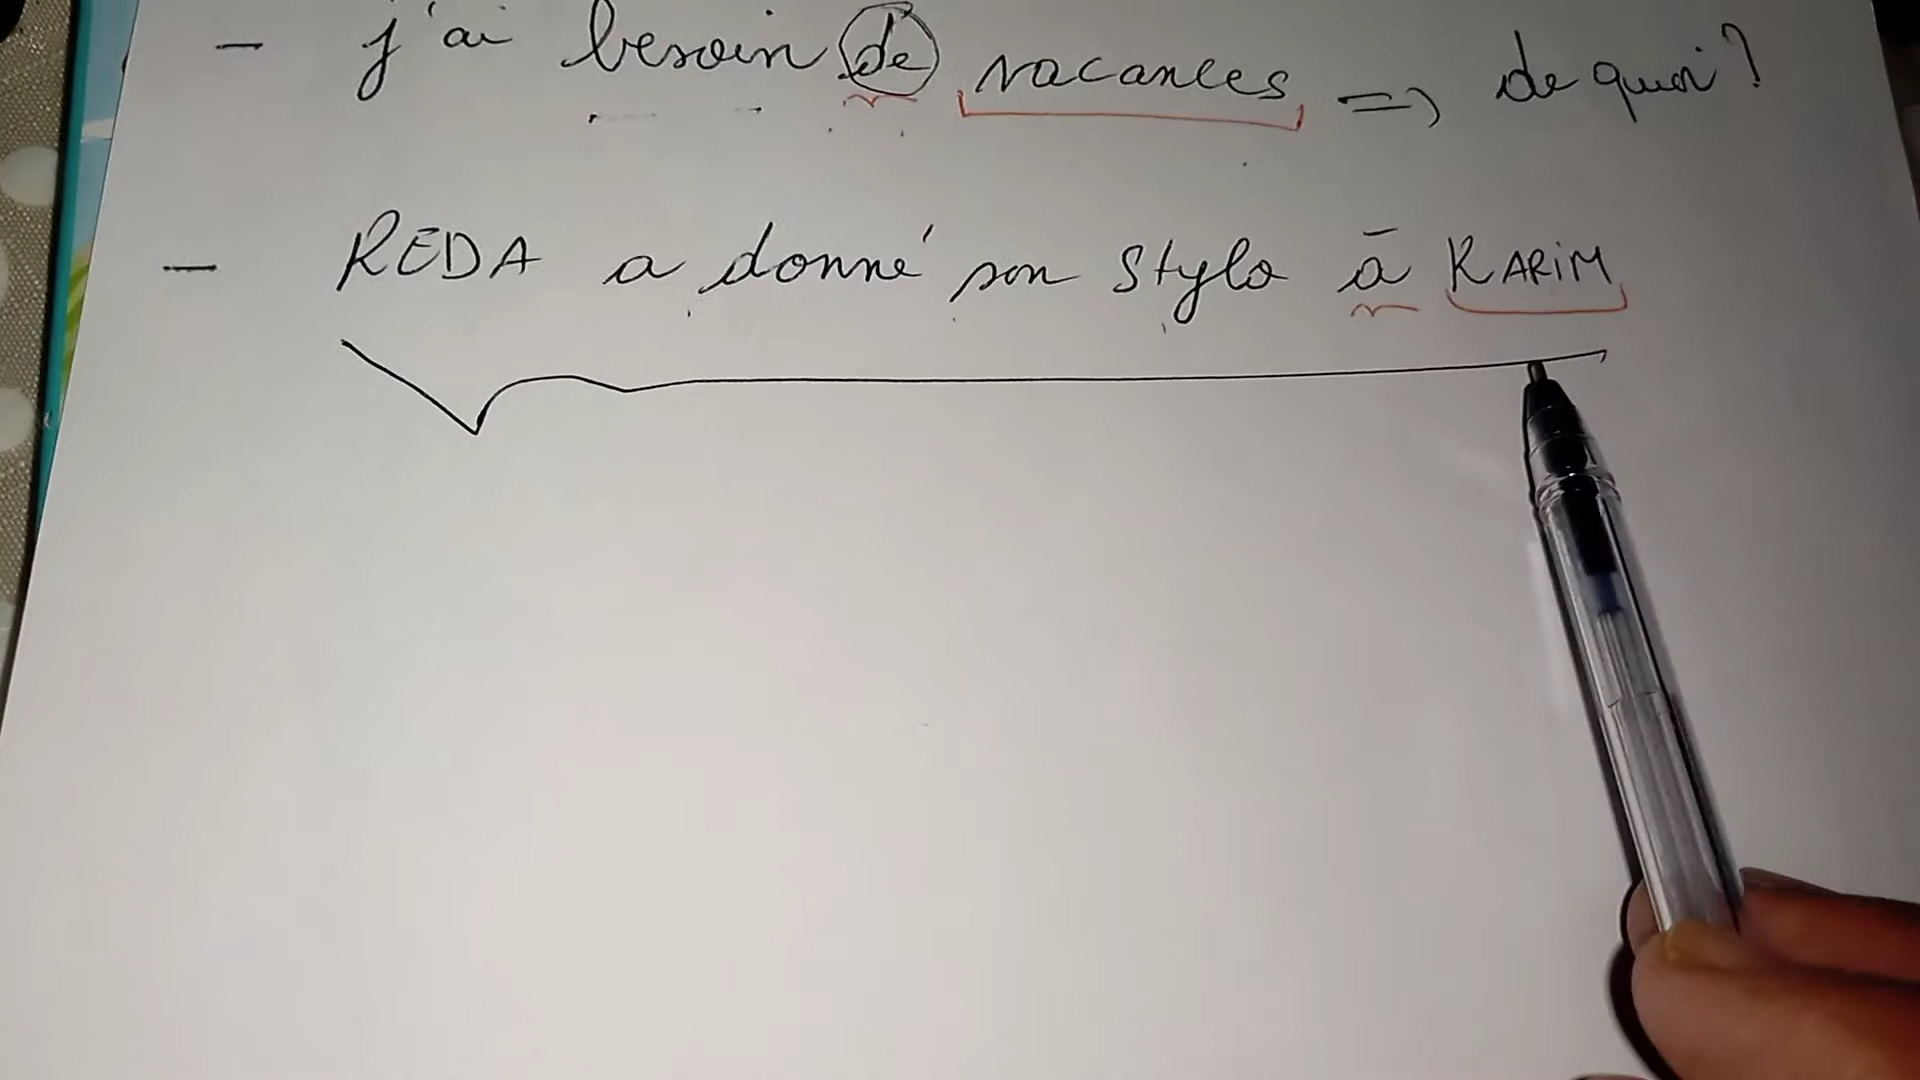 - j'ai besoin de vacances => de quoi?
- REDA a donné son stylo à KARIM